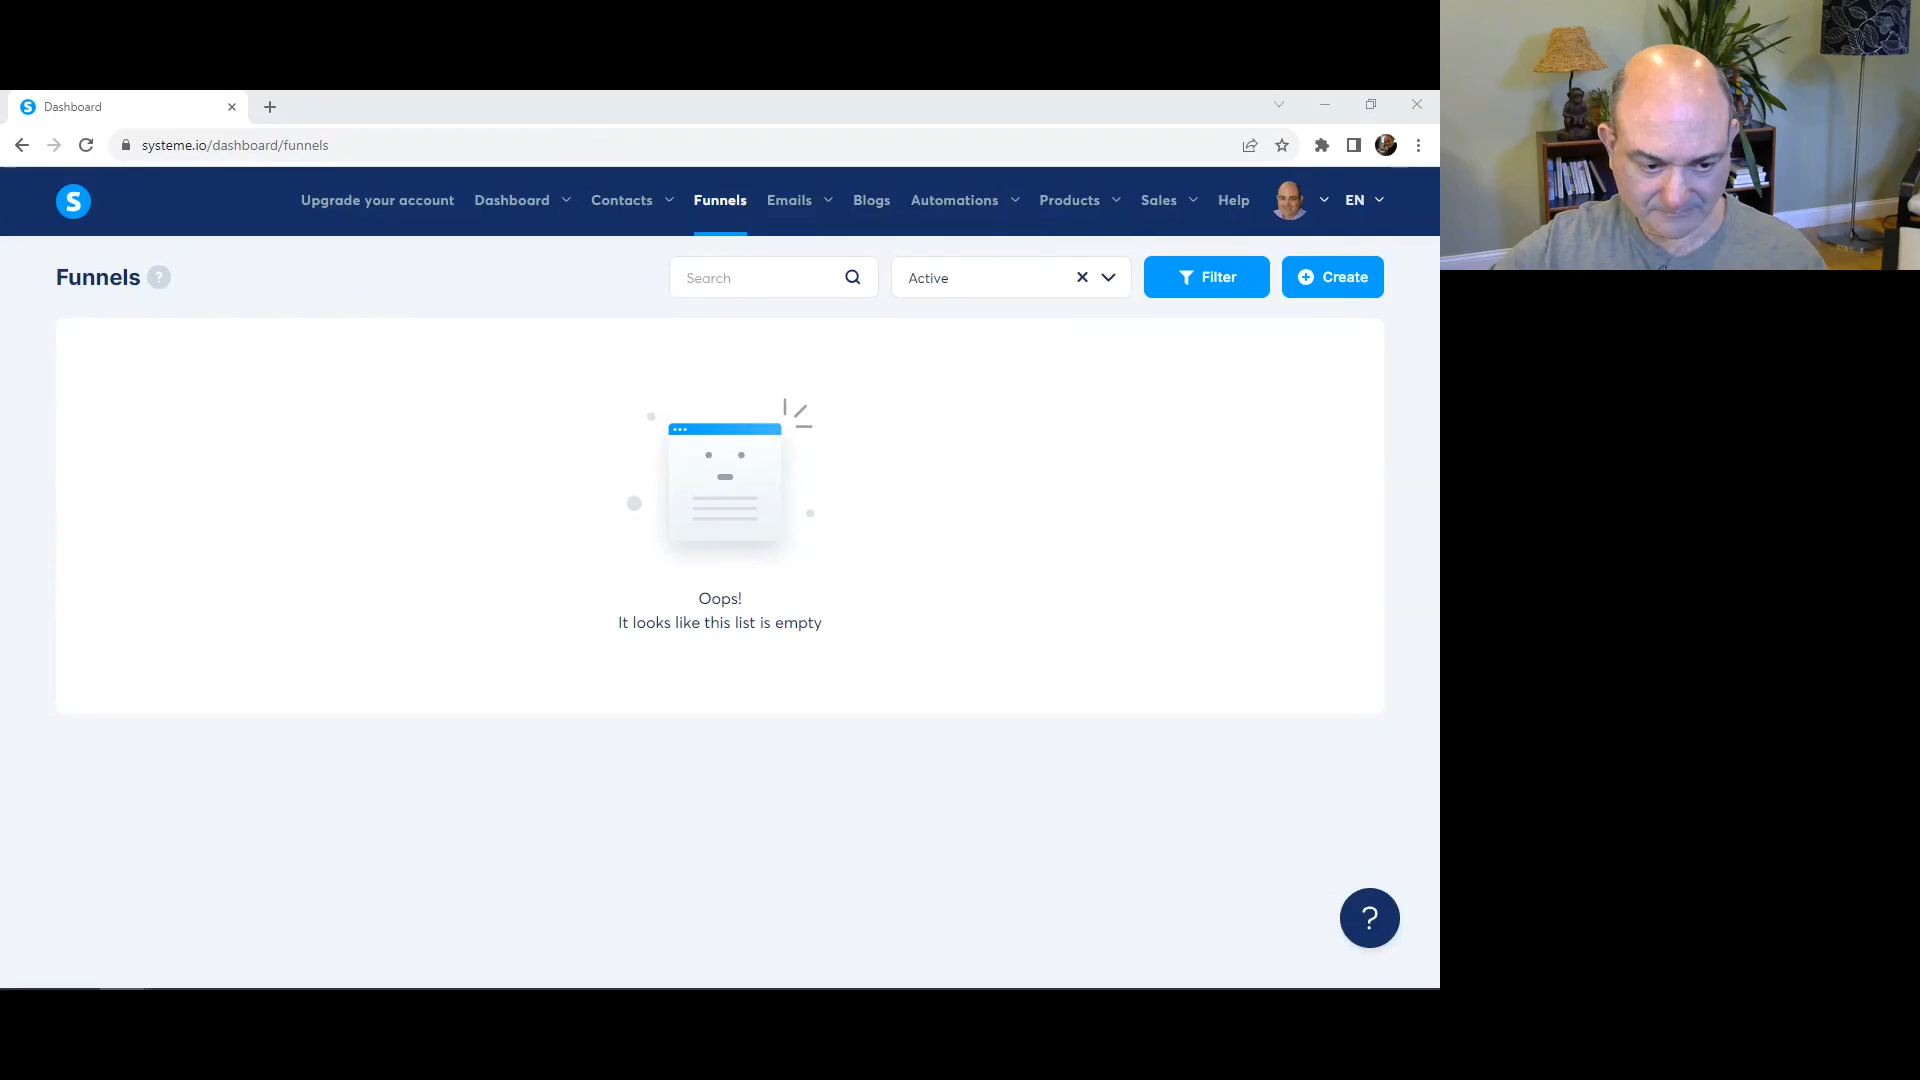 Dashboard
systeme.io/dashboard/funnels
S
Upgrade your account Dashboard Contacts Funnels Emails Blogs Automations Products Sales Help EN
Funnels ?
Search
Active
Filter
Create
Oops!
It looks like this list is empty
?